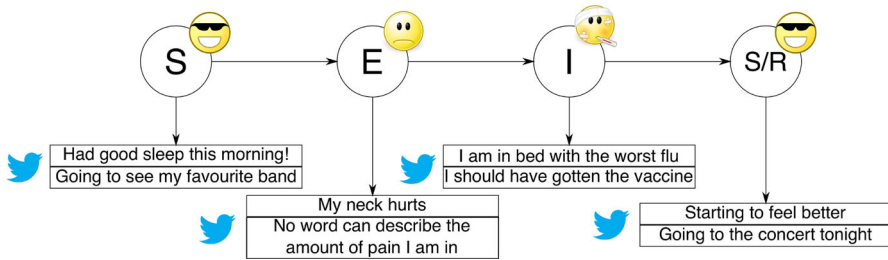 S
E
I
S/R
Had good sleep this morning!
Going to see my favourite band
My neck hurts
No word can describe the
amount of pain I am in
I am in bed with the worst flu
I should have gotten the vaccine
Starting to feel better
Going to the concert tonight